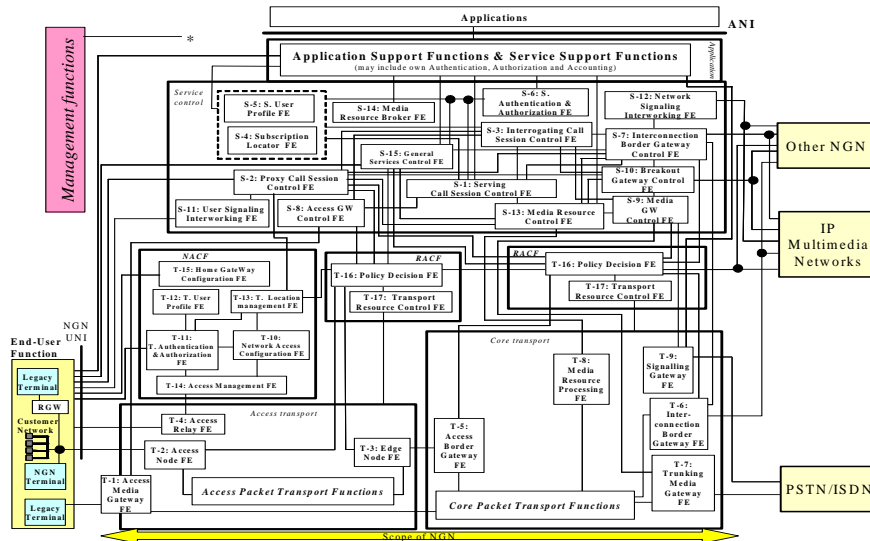 Applications
ANI
Management functions
*
Application Support Functions & Service Support Functions
(may include own Authentication, Authorization and Accounting)
Application
Service
control
S-5: S. User
Profile FE
S-4: Subscription
Locator FE
S-14: Media
Resource Broker FE
S-6: S.
Authentication &
Authorization FE
S-12: Network
Signaling
Interworking FE
S-3: Interrogating Call
Session Control FE
S-7: Interconnection
Border Gateway
Control FE
S-15: General
Services Control FE
S-10: Breakout
Gateway Control
FE
S-2: Proxy Call Session
Control FE
S-1: Serving
Call Session Control FE
S-11: User Signaling
Interworking FE
S-8: Access GW
Control FE
S-13: Media Resource
Control FE
S-9: Media
GW
Control FE
Other NGN
IP
Multimedia
Networks
PSTN/ISDN
NACF
T-15: Home GateWay
Configuration FE
T-12: T. User
Profile FE
T-13: T. Location
management FE
T-11:
T. Authentication
& Authorization
FE
T-10:
Network Access
Configuration FE
T-14: Access Management FE
RACF
T-16: Policy Decision FE
T-17: Transport
Resource Control FE
RACF
T-16: Policy Decision FE
T-17: Transport
Resource Control FE
NGN
UNI
End-User
Function
Legacy
Terminal
RGW
Customer
Network
NGN
Terminal
Legacy
Terminal
Access transport
T-4: Access
Relay FE
T-2: Access
Node FE
T-3: Edge
Node FE
T-1: Access
Media
Gateway FE
Access Packet Transport Functions
Core transport
T-5:
Access
Border
Gateway
FE
T-8:
Media
Resource
Processing
FE
T-9:
Signalling
Gateway
FE
T-6:
Inter-
connection
Border
Gateway FE
T-7:
Trunking
Media
Gateway
FE
Core Packet Transport Functions
Scope of NGN